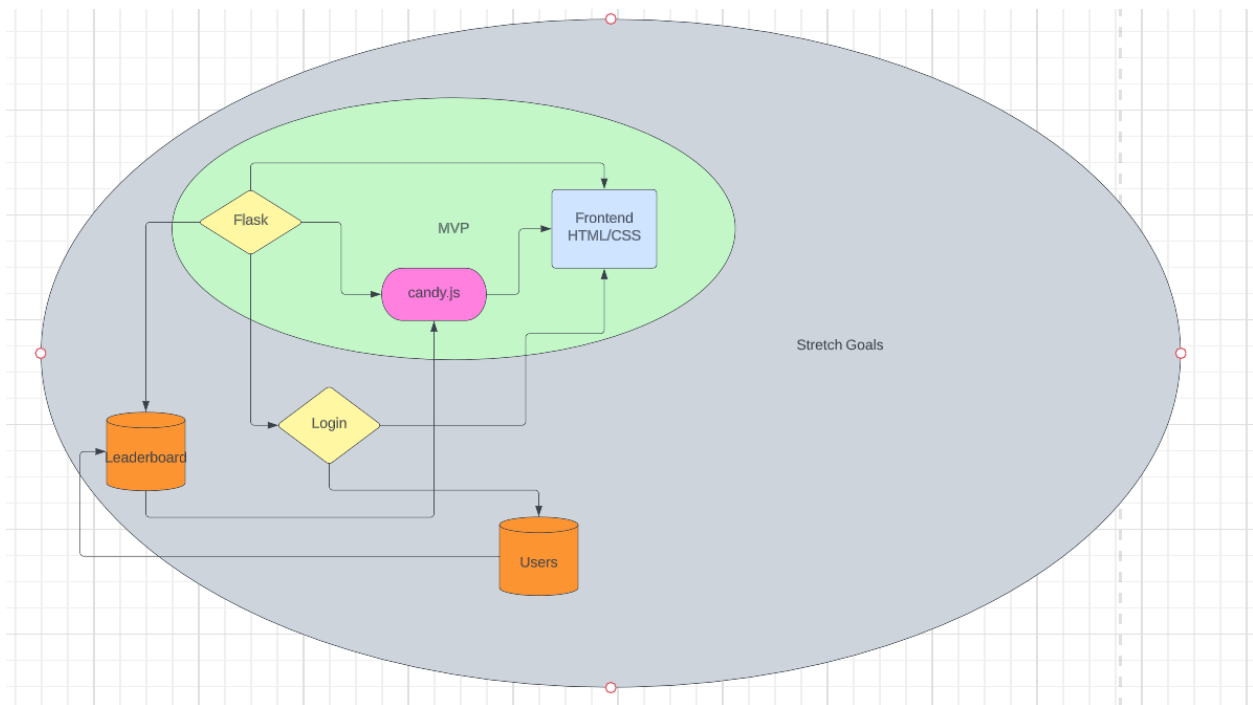 Flask
MVP
Frontend
HTML/CSS
candy.js
Stretch Goals
Login
Leaderboard
Users